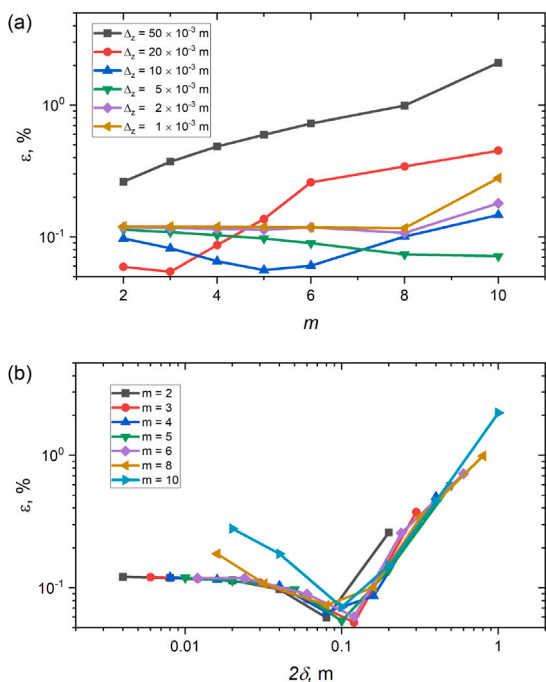 (a)
Δz = 50 × 10⁻³ m
Δz = 20 × 10⁻³ m
Δz = 10 × 10⁻³ m
Δz = 5 × 10⁻³ m
Δz = 2 × 10⁻³ m
Δz = 1 × 10⁻³ m
10⁰
10⁻¹
ε, %
2 4 6 8 10
m
(b)
m = 2
m = 3
m = 4
m = 5
m = 6
m = 8
m = 10
10⁰
10⁻¹
ε, %
0.01 0.1 1
2δ, m